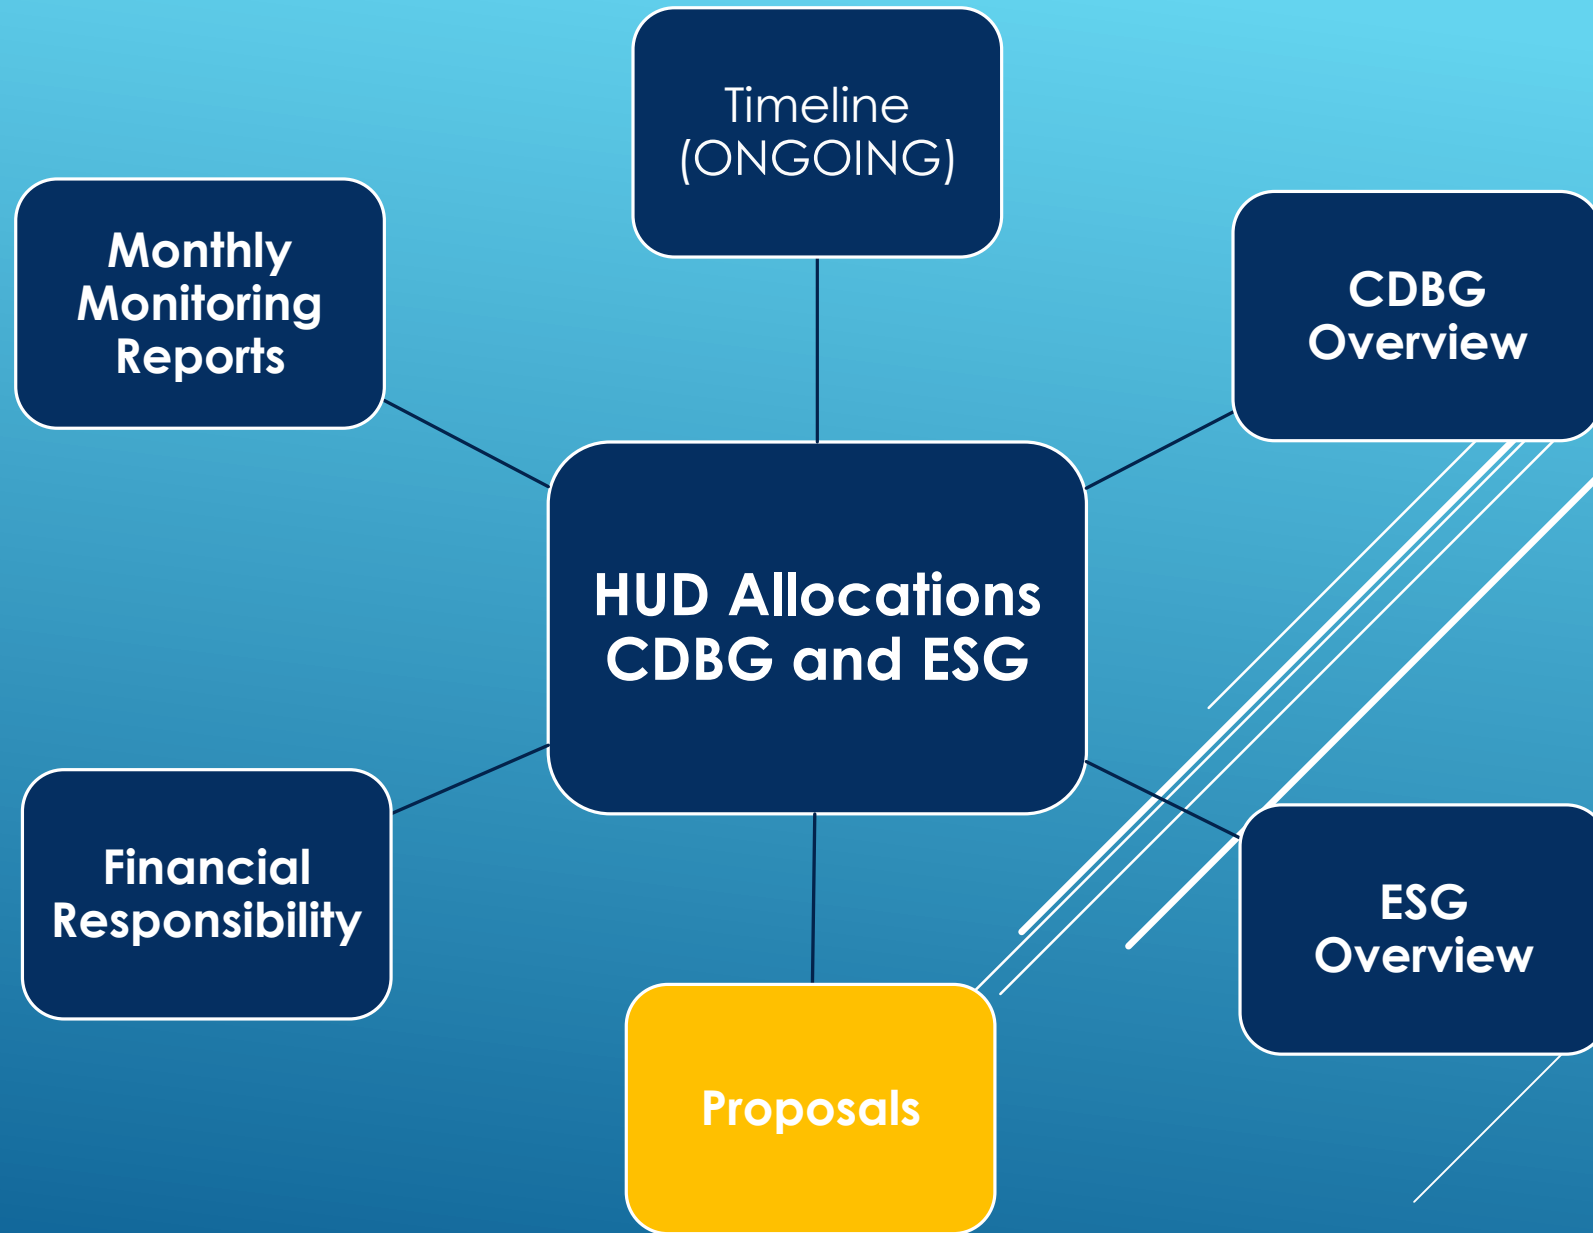 Timeline
(ONGOING)
Monthly
Monitoring
Reports
CDBG
Overview
HUD Allocations
CDBG and ESG
Financial
Responsibility
ESG
Overview
Proposals